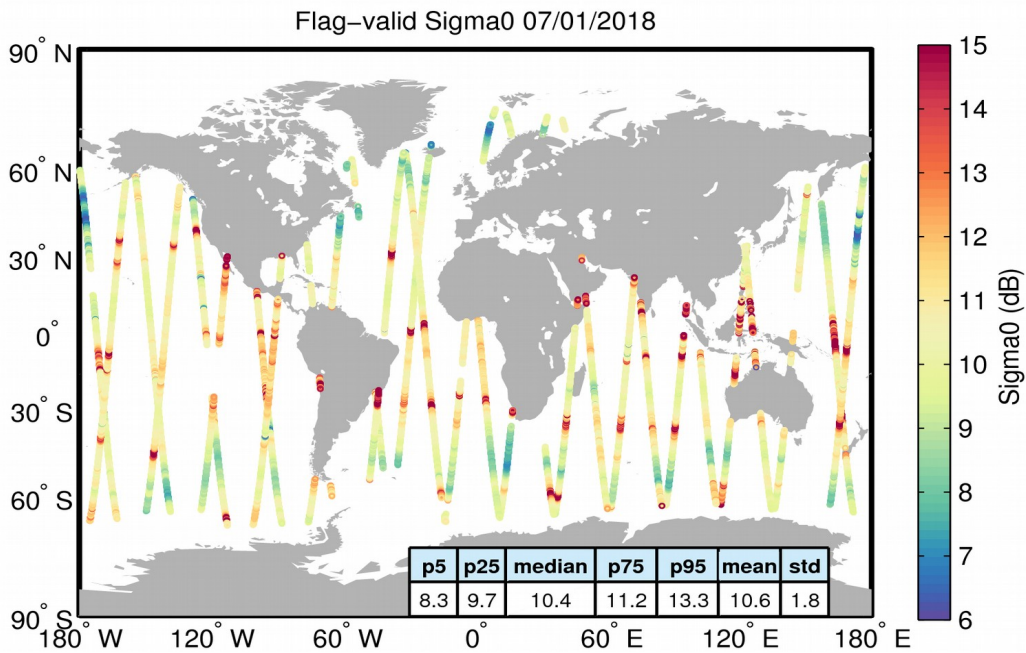 Flag−valid Sigma0 07/01/2018
90° N
60° N
30° N
0°
30° S
60° S
90° S
180° W
120° W
60° W
0°
60° E
120° E
180° E
p5 p25 median p75 p95 mean std
8.3 9.7 10.4 11.2 13.3 10.6 1.8
15
14
13
12
11
10
9
8
7
6
Sigma0 (dB)